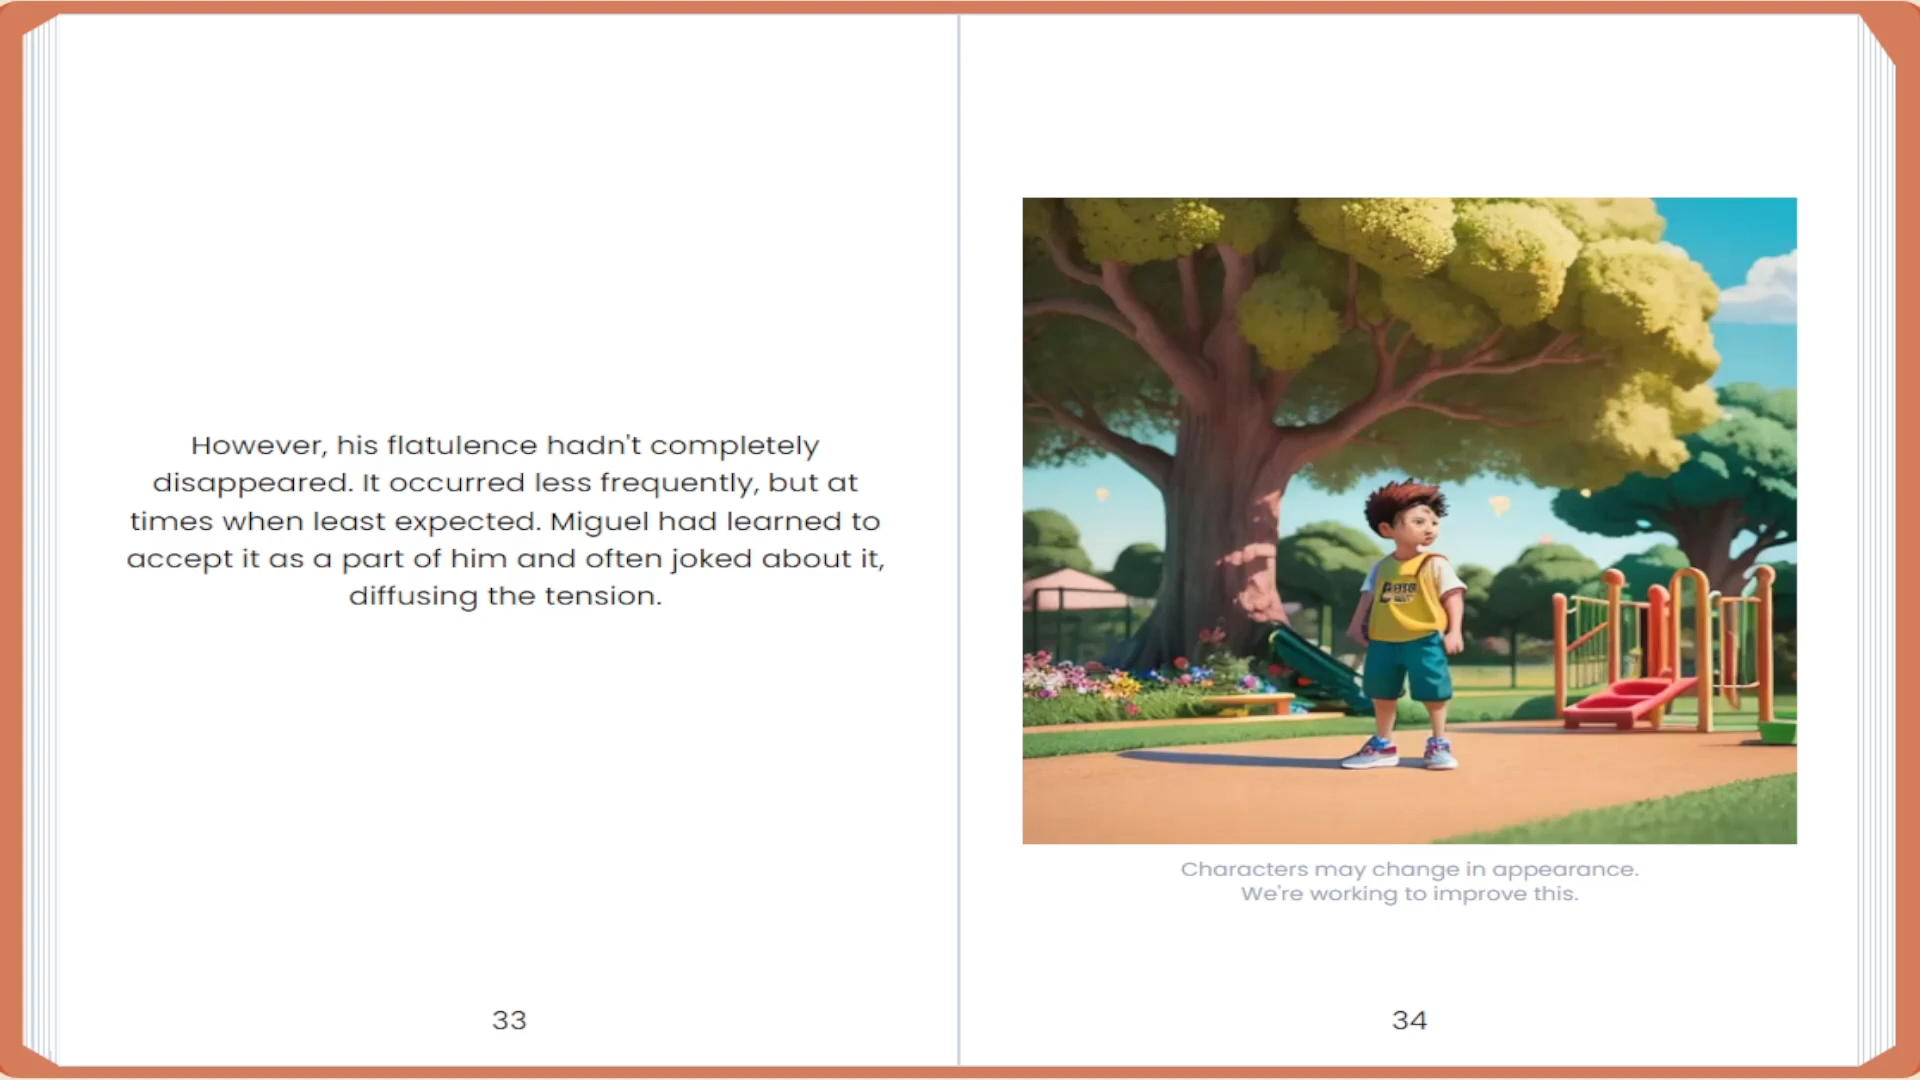 However, his flatulence hadn't completely
disappeared. It occurred less frequently, but at
times when least expected. Miguel had learned to
accept it as a part of him and often joked about it,
diffusing the tension.
33
Characters may change in appearance.
We're working to improve this.
34